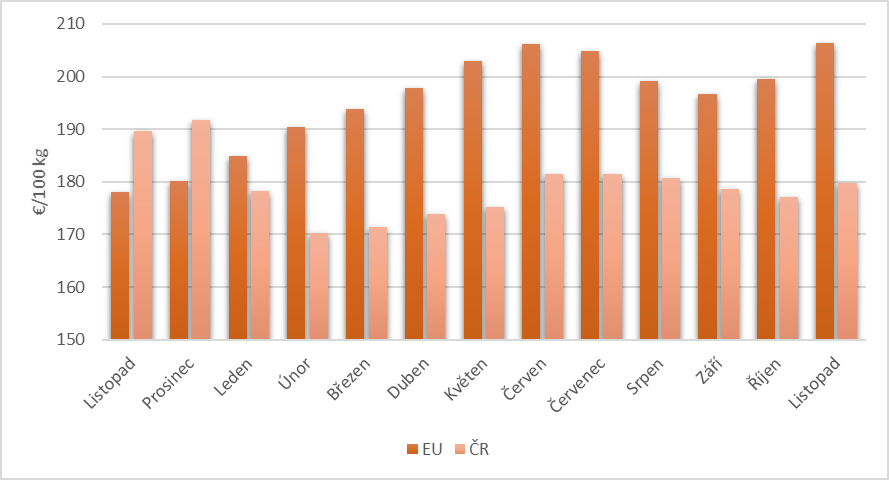 210
200
190
180
170
160
150
€/100 kg
Listopad
Prosinec
Leden
Únor
Březen
Duben
Květen
Červen
Červenec
Srpen
Září
Říjen
Listopad
EU ČR